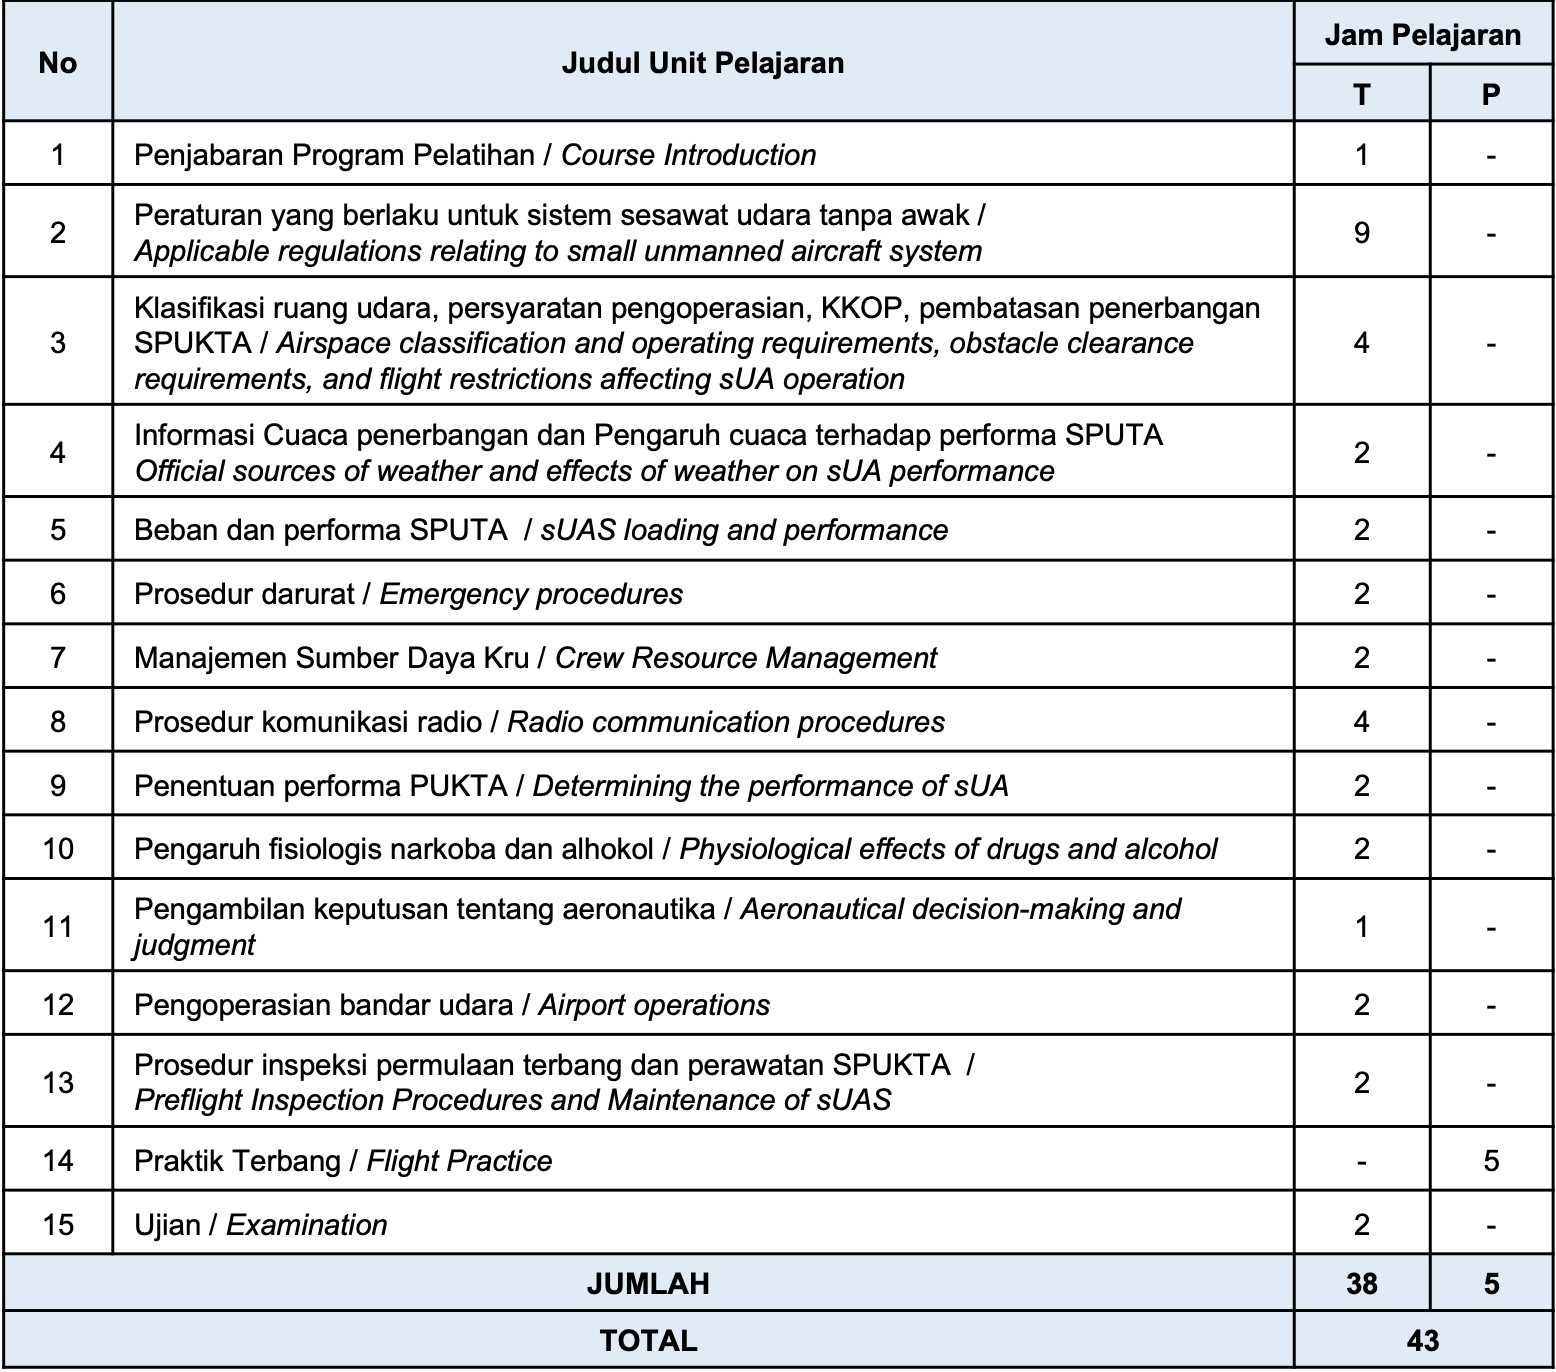 No
Judul Unit Pelajaran
Jam Pelajaran
T
P
1
Penjabaran Program Pelatihan / Course Introduction
1
-
2
Peraturan yang berlaku untuk sistem sesawat udara tanpa awak /
Applicable regulations relating to small unmanned aircraft system
9
-
3
Klasifikasi ruang udara, persyaratan pengoperasian, KKOP, pembatasan penerbangan
SPUKTA / Airspace classification and operating requirements, obstacle clearance
requirements, and flight restrictions affecting sUA operation
4
-
4
Informasi Cuaca penerbangan dan Pengaruh cuaca terhadap performa SPUTA
Official sources of weather and effects of weather on sUA performance
2
-
5
Beban dan performa SPUTA / sUAS loading and performance
2
-
6
Prosedur darurat / Emergency procedures
2
-
7
Manajemen Sumber Daya Kru / Crew Resource Management
2
-
8
Prosedur komunikasi radio / Radio communication procedures
4
-
9
Penentuan performa PUKTA / Determining the performance of sUA
2
-
10
Pengaruh fisiologis narkoba dan alhokol / Physiological effects of drugs and alcohol
2
-
11
Pengambilan keputusan tentang aeronautika / Aeronautical decision-making and
judgment
1
-
12
Pengoperasian bandar udara / Airport operations
2
-
13
Prosedur inspeksi permulaan terbang dan perawatan SPUKTA /
Preflight Inspection Procedures and Maintenance of sUAS
2
-
14
Praktik Terbang / Flight Practice
-
5
15
Ujian / Examination
2
-
JUMLAH
38
5
TOTAL
43